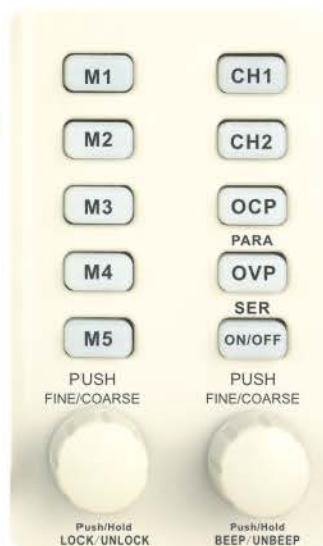 M1 CH1
M2 CH2
M3 OCP
PARA
M4 OVP
SER
M5 ON/OFF
PUSH PUSH
FINE/COARSE FINE/COARSE
Push/Hold Push/Hold
LOCK/UNLOCK BEEP/UNBEEP